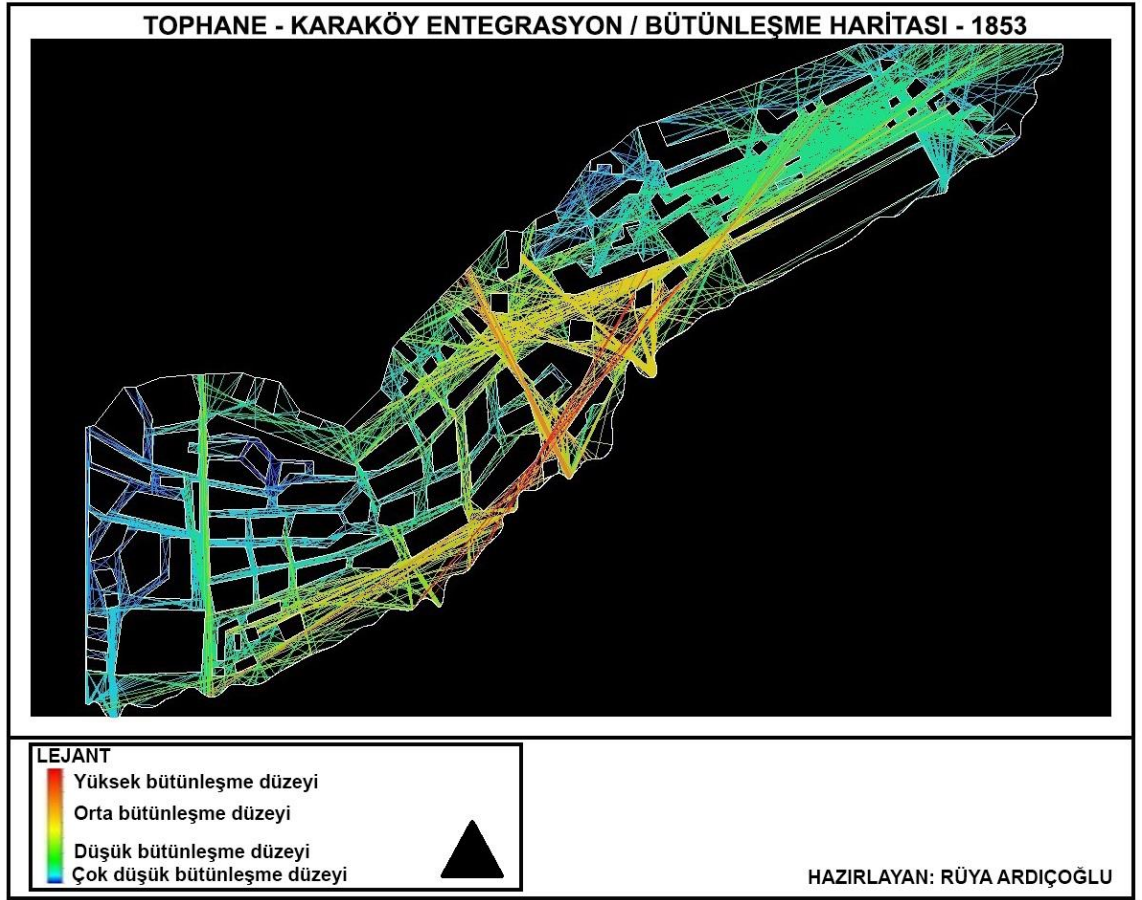 TOPHANE - KARAKÖY ENTEGRASYON / BÜTÜNLEŞME HARİTASI - 1853
LEJANT
Yüksek bütünleşme düzeyi
Orta bütünleşme düzeyi
Düşük bütünleşme düzeyi
Çok düşük bütünleşme düzeyi
HAZIRLAYAN: RÜYA ARDIÇOĞLU